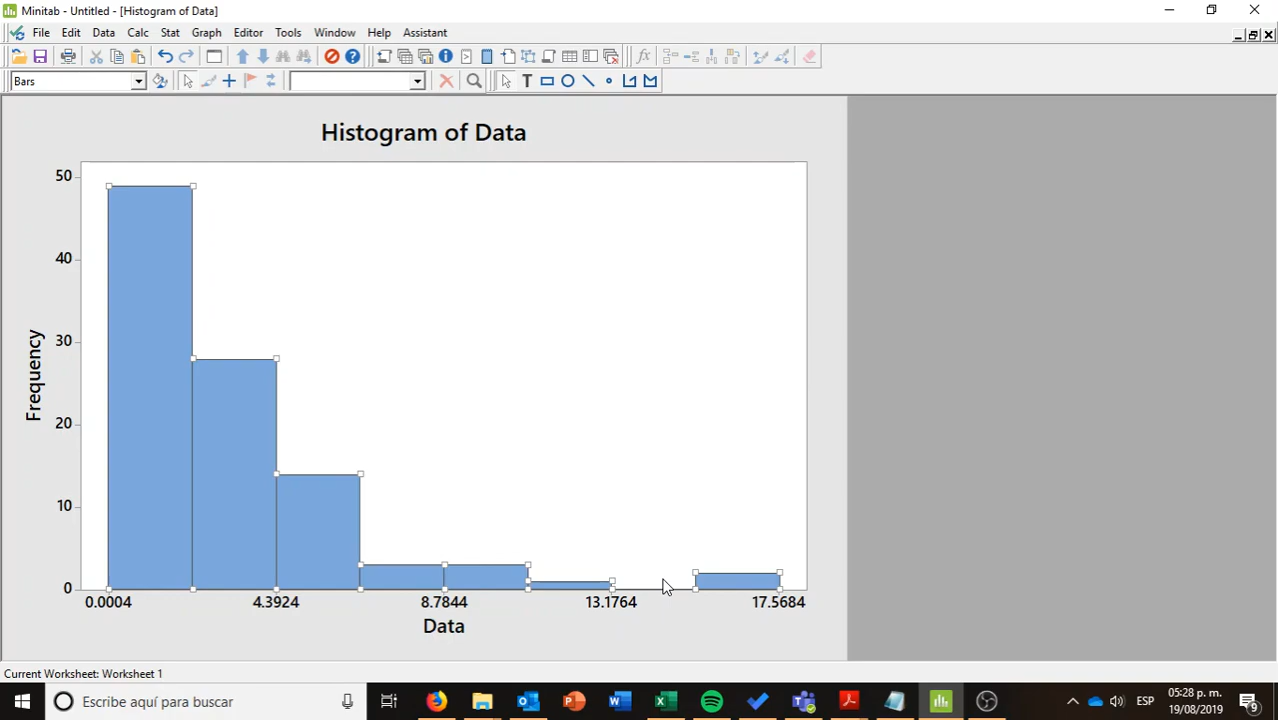 Minitab - Untitled - [Histogram of Data]
File Edit Data Calc Stat Graph Editor Tools Window Help Assistant
Bars
Histogram of Data
50
40
30
20
10
0
Frequency
0.0004 4.3924 8.7844 13.1764 17.5684
Data
Current Worksheet: Worksheet 1
Escribe aquí para buscar
ESP
05:28 p. m.
19/08/2019
9